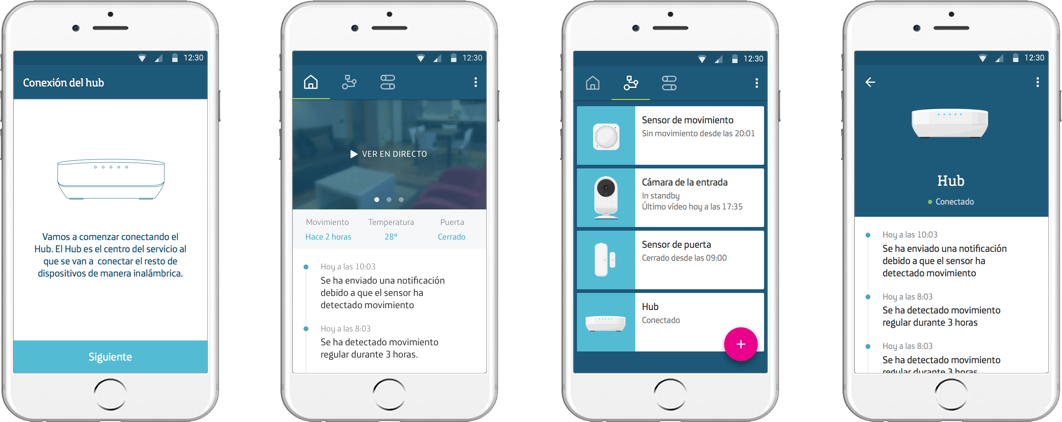 12:30
Conexión del hub
Vamos a comenzar conectando el
Hub. El Hub es el centro del servicio al
que se van a conectar el resto de
dispositivos de manera inalámbrica.
Siguiente
12:30
VER EN DIRECTO
Movimiento Temperatura Puerta
Hace 2 horas 28° Cerrado
Hoy a las 10:03
Se ha enviado una notificación
debido a que el sensor ha
detectado movimiento
Hoy a las 8:03
Se ha detectado movimiento
regular durante 3 horas.
12:30
Sensor de movimiento
Sin movimiento desde las 20:01
Cámara de la entrada
In standby
Último vídeo hoy a las 17:35
Sensor de puerta
Cerrado desde las 09:00
Hub
Conectado
+
12:30
Hub
Conectado
Hoy a las 10:03
Se ha enviado una notificación
debido a que el sensor ha
detectado movimiento
Hoy a las 8:03
Se ha detectado movimiento
regular durante 3 horas
Hoy a las 8:03
Se ha detectado movimiento
regular durante 3 horas